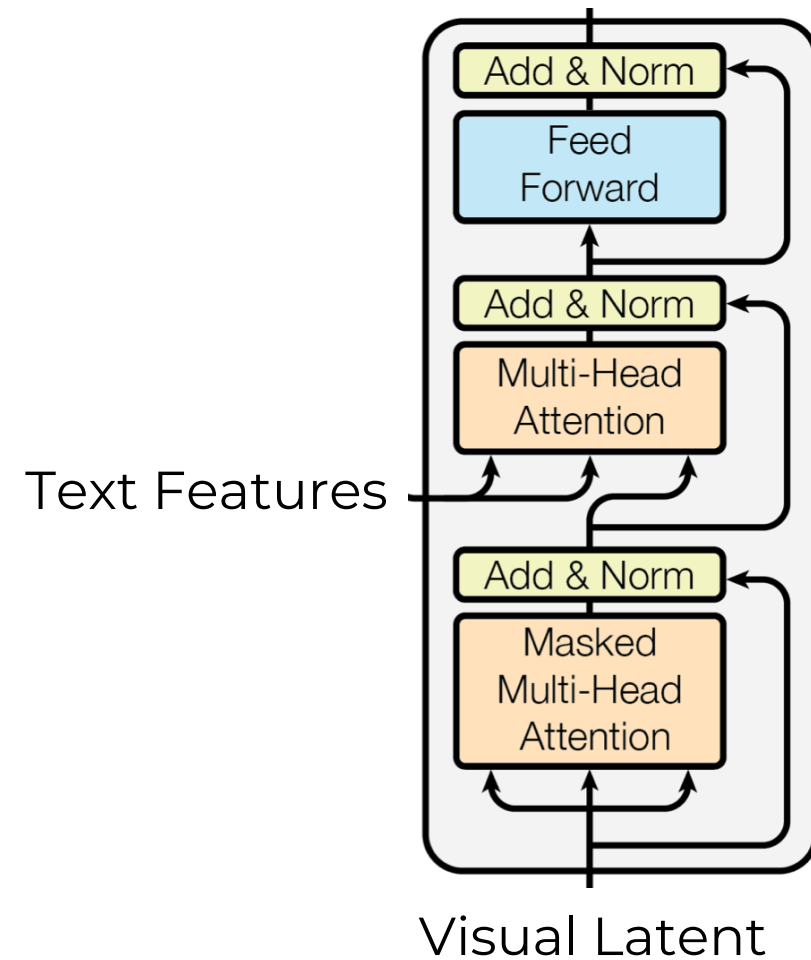 Add & Norm
Feed
Forward
Add & Norm
Multi-Head
Attention
Text Features
Add & Norm
Masked
Multi-Head
Attention
Visual Latent